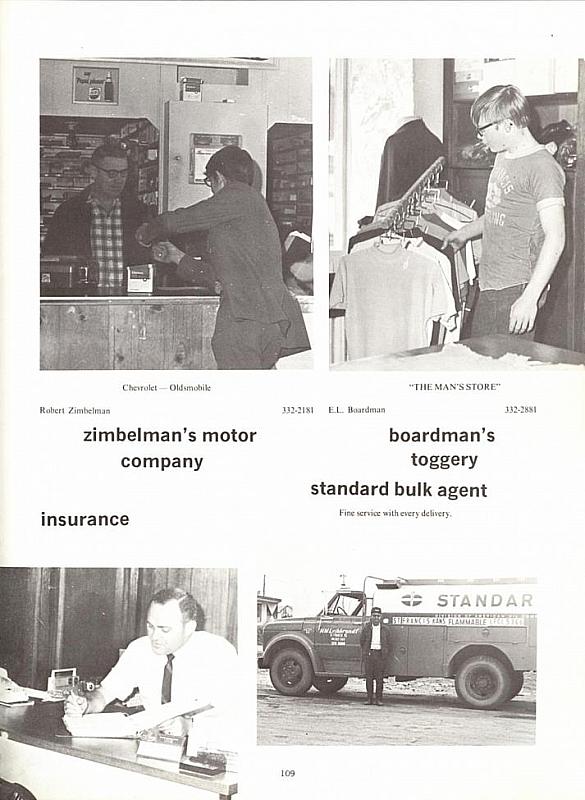 Chevrolet — Oldsmobile
Robert Zimbelman 332-2181
zimbelman's motor
company
"THE MAN'S STORE"
E.L. Boardman 332-2881
boardman's
toggery
standard bulk agent
Fine service with every delivery.
insurance
STANDAR
ST FRANCIS KANS FLAMMABLE
109